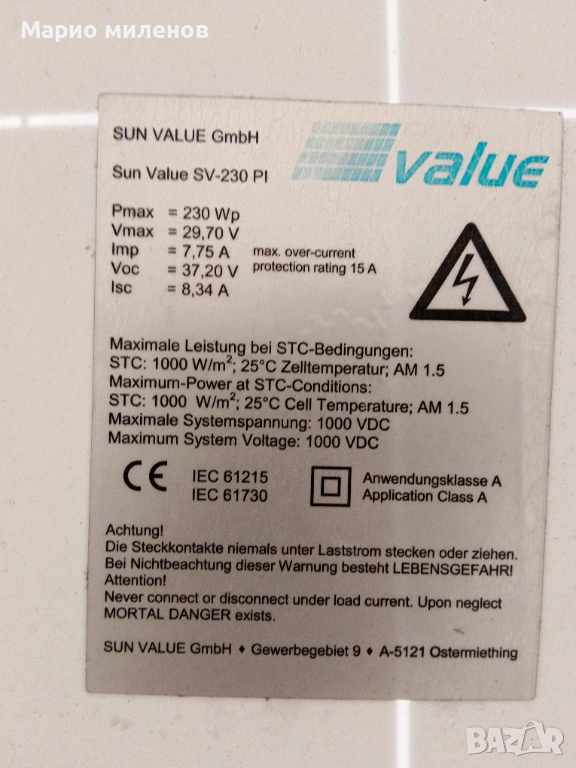 Марио миленов
SUN VALUE GmbH
value
Sun Value SV-230 PI
Pmax = 230 Wp
Vmax = 29,70 V
Imp = 7,75 A max. over-current
Voc = 37,20 V protection rating 15 A
Isc = 8,34 A
Maximale Leistung bei STC-Bedingungen:
STC: 1000 W/m²; 25°C Zelltemperatur; AM 1.5
Maximum-Power at STC-Conditions:
STC: 1000 W/m²; 25°C Cell Temperature; AM 1.5
Maximale Systemspannung: 1000 VDC
Maximum System Voltage: 1000 VDC
CE IEC 61215 Anwendungsklasse A
IEC 61730 Application Class A
Achtung!
Die Steckkontakte niemals unter Laststrom stecken oder ziehen.
Bei Nichtbeachtung dieser Warnung besteht LEBENSGEFAHR!
Attention!
Never connect or disconnect under load current. Upon neglect
MORTAL DANGER exists.
SUN VALUE GmbH ♦ Gewerbegebiet 9 ♦ A-5121 Ostermiething
BAZAR